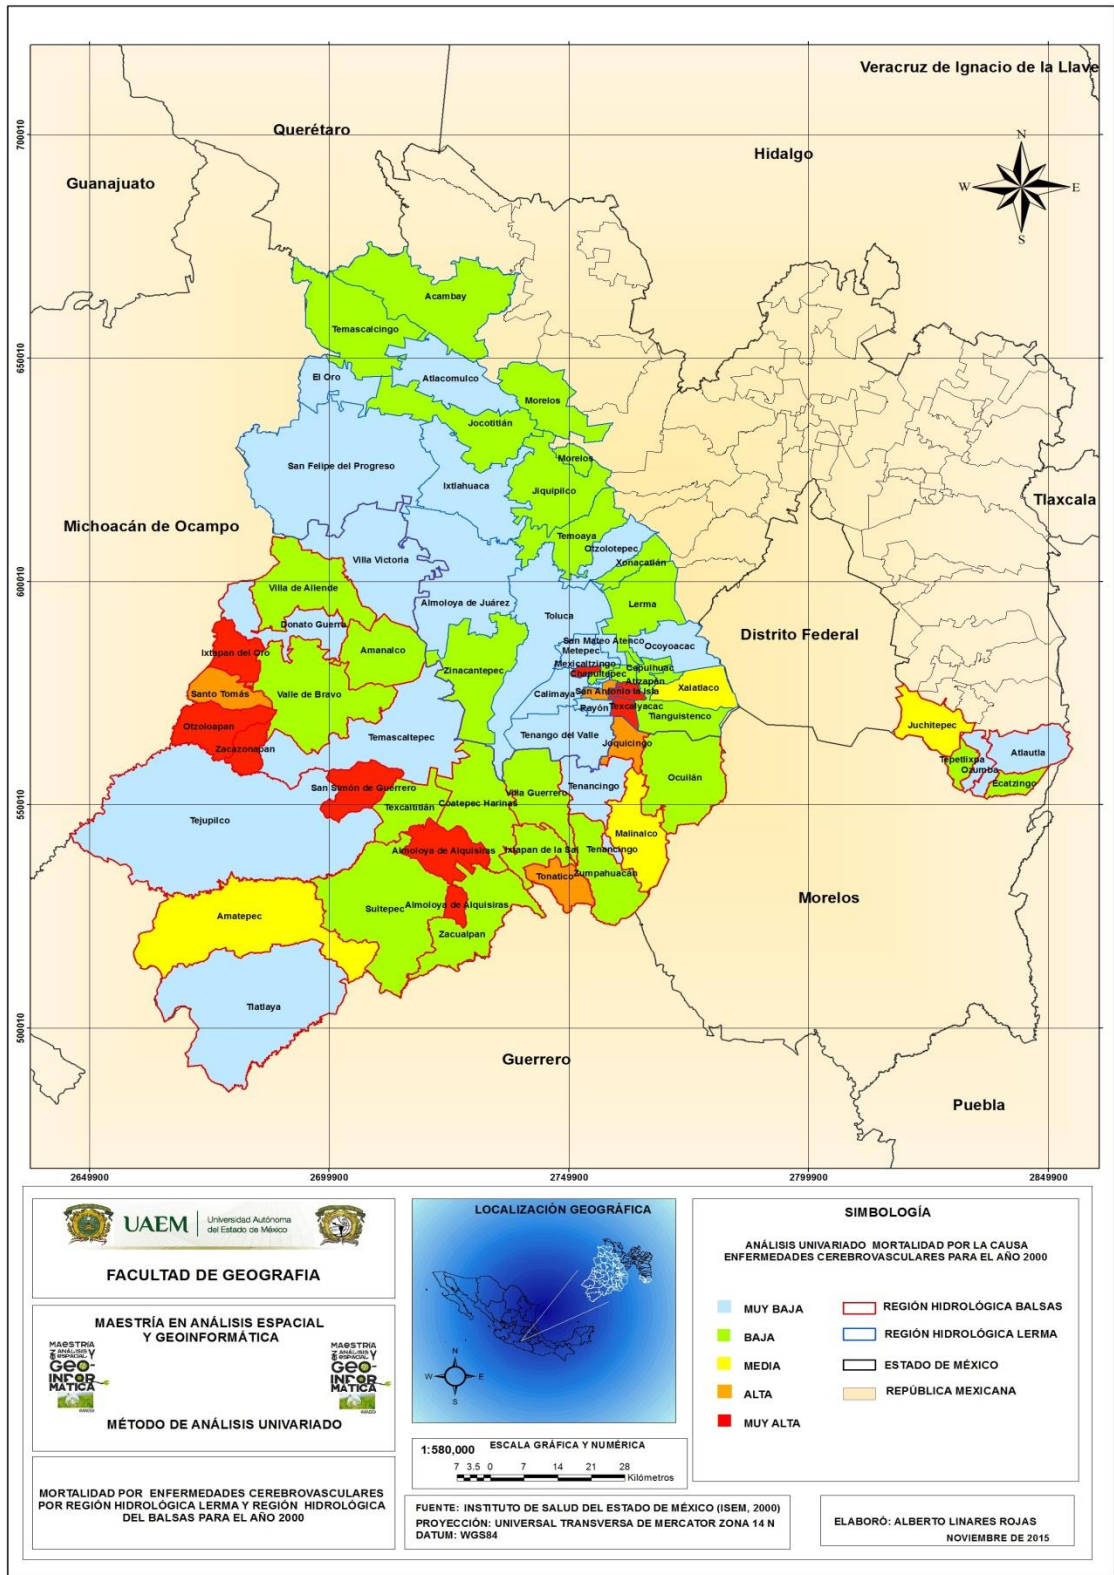 Veracruz de Ignacio de la Llave
Querétaro
Hidalgo
Guanajuato
N
W
E
S
700010
650010
600010
550010
500010
Acambay
Temascalcingo
El Oro
Atlacomulco
Morelos
Jocotitlán
Morelos
San Felipe del Progreso
Ixtlahuaca
Jiquipilco
Tlaxcala
Michoacán de Ocampo
Temoaya
Otzolotepec
Villa Victoria
Xonacatlán
Villa de Allende
Almoloya de Juárez
Lerma
Toluca
Donato Guerra
Distrito Federal
San Mateo Atenco
Ocoyoacac
Metepec
Ixtapan del Oro
Amanalco
Mexicaltzingo
Zinacantepec
Capulhuac
Chapultepec
Atizapán
Xalatlaco
Santo Tomás
Valle de Bravo
Calimaya
San Antonio la Isla
Rayón
Texcalyacac
Tianguistenco
Otzoloapan
Juchitepec
Temascaltepec
Tenango del Valle
Joquicingo
Zacazonapan
Atlautla
Tepetlixpa
Ozumba
Ecatzingo
Ocuilán
San Simón de Guerrero
Tenancingo
Coatepec Harinas
Villa Guerrero
Texcaltitlán
Tejupilco
Malinalco
Almoloya de Alquisiras
Ixtapan de la Sal
Tenancingo
Tonatico
Zumpahuacán
Morelos
Sultepec
Almoloya de Alquisiras
Amatepec
Zacualpan
Tlatlaya
Guerrero
Puebla
2649900
2699900
2749900
2799900
2849900
UAEM
Universidad Autónoma
del Estado de México
FACULTAD DE GEOGRAFIA
MAESTRÍA EN ANÁLISIS ESPACIAL
Y GEOINFORMÁTICA
MÉTODO DE ANÁLISIS UNIVARIADO
MORTALIDAD POR ENFERMEDADES CEREBROVASCULARES
POR REGIÓN HIDROLÓGICA LERMA Y REGIÓN HIDROLÓGICA
DEL BALSAS PARA EL AÑO 2000
LOCALIZACIÓN GEOGRÁFICA
N
W
E
S
1:580,000
ESCALA GRÁFICA Y NUMÉRICA
7 3.5 0 7 14 21 28
Kilómetros
FUENTE: INSTITUTO DE SALUD DEL ESTADO DE MÉXICO (ISEM, 2000)
PROYECCIÓN: UNIVERSAL TRANSVERSA DE MERCATOR ZONA 14 N
DATUM: WGS84
SIMBOLOGÍA
ANÁLISIS UNIVARIADO MORTALIDAD POR LA CAUSA
ENFERMEDADES CEREBROVASCULARES PARA EL AÑO 2000
MUY BAJA
BAJA
MEDIA
ALTA
MUY ALTA
REGIÓN HIDROLÓGICA BALSAS
REGIÓN HIDROLÓGICA LERMA
ESTADO DE MÉXICO
REPÚBLICA MEXICANA
ELABORÓ: ALBERTO LINARES ROJAS
NOVIEMBRE DE 2015